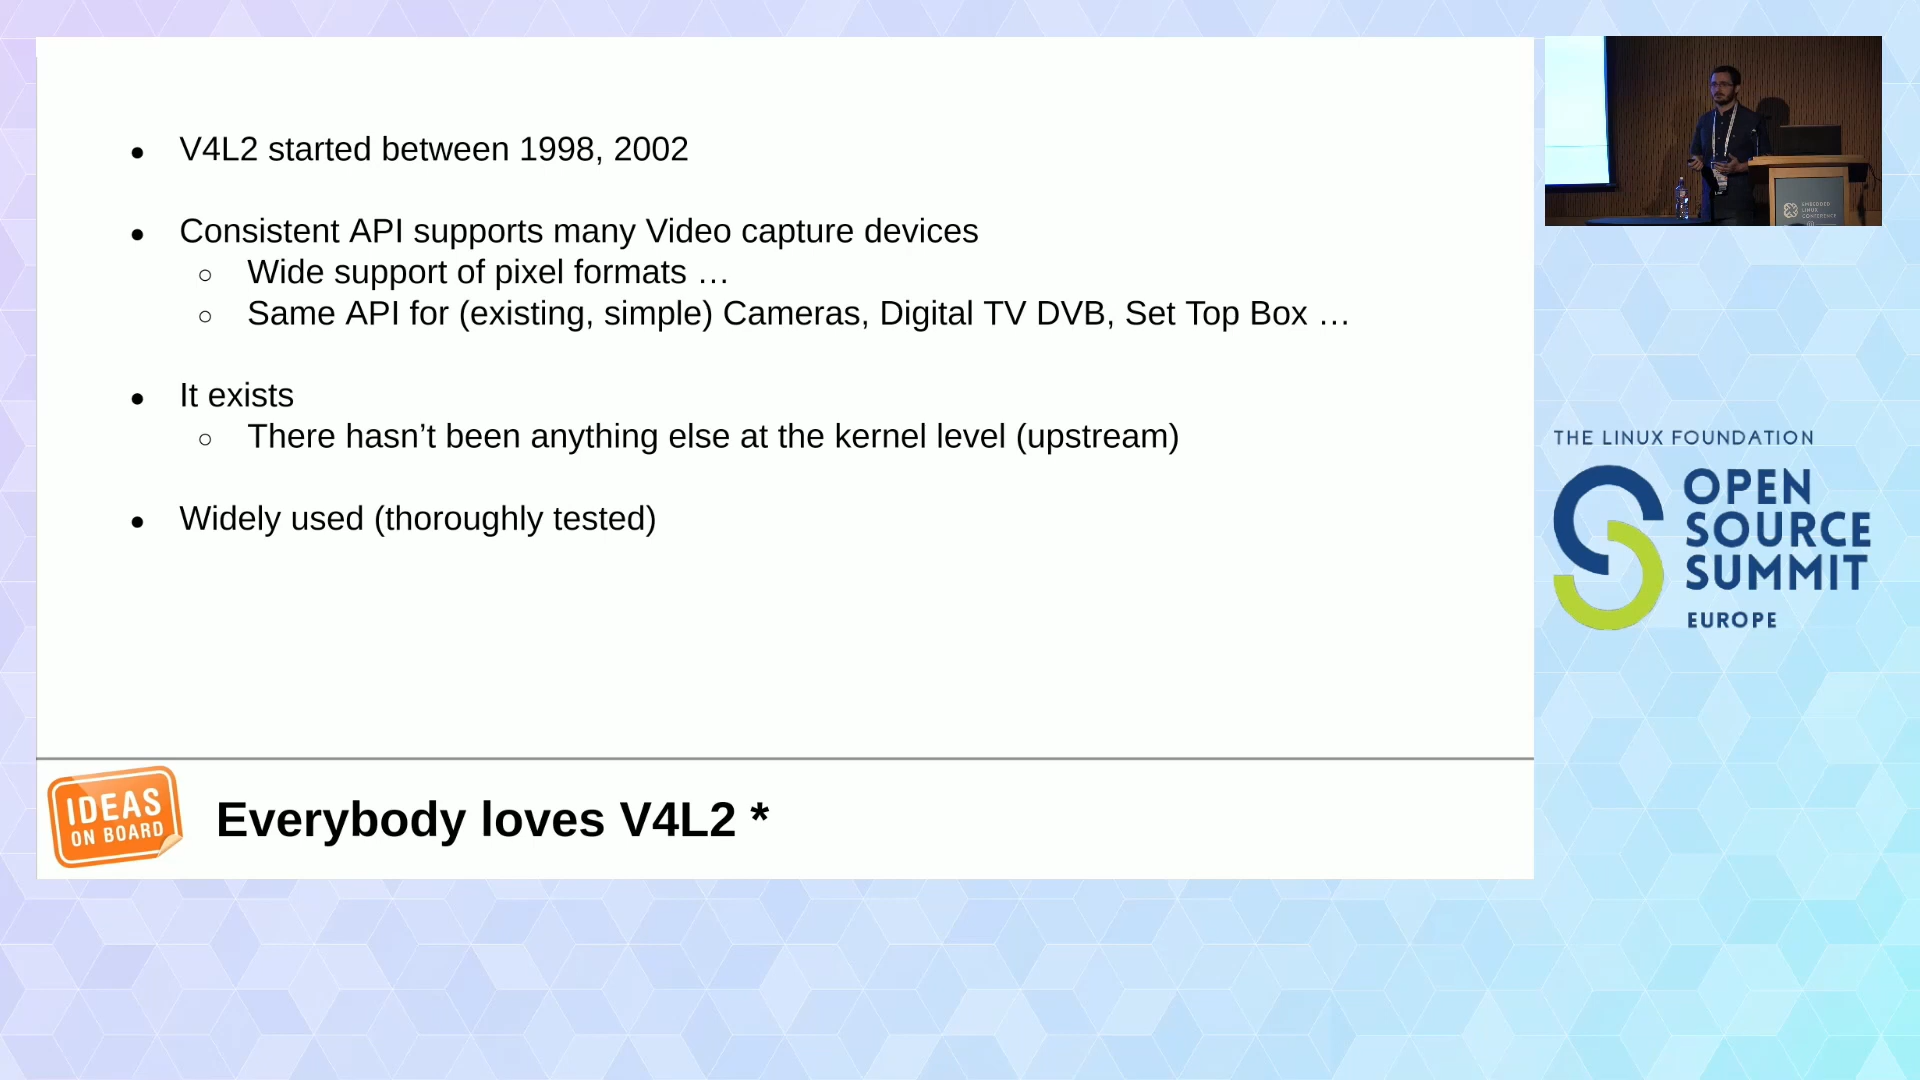 V4L2 started between 1998, 2002
Consistent API supports many Video capture devices
Wide support of pixel formats …
Same API for (existing, simple) Cameras, Digital TV DVB, Set Top Box …
It exists
There hasn’t been anything else at the kernel level (upstream)
Widely used (thoroughly tested)
IDEAS
ON BOARD
Everybody loves V4L2 *
EMBEDDED
LINUX
CONFERENCE
THE LINUX FOUNDATION
OPEN
SOURCE
SUMMIT
EUROPE